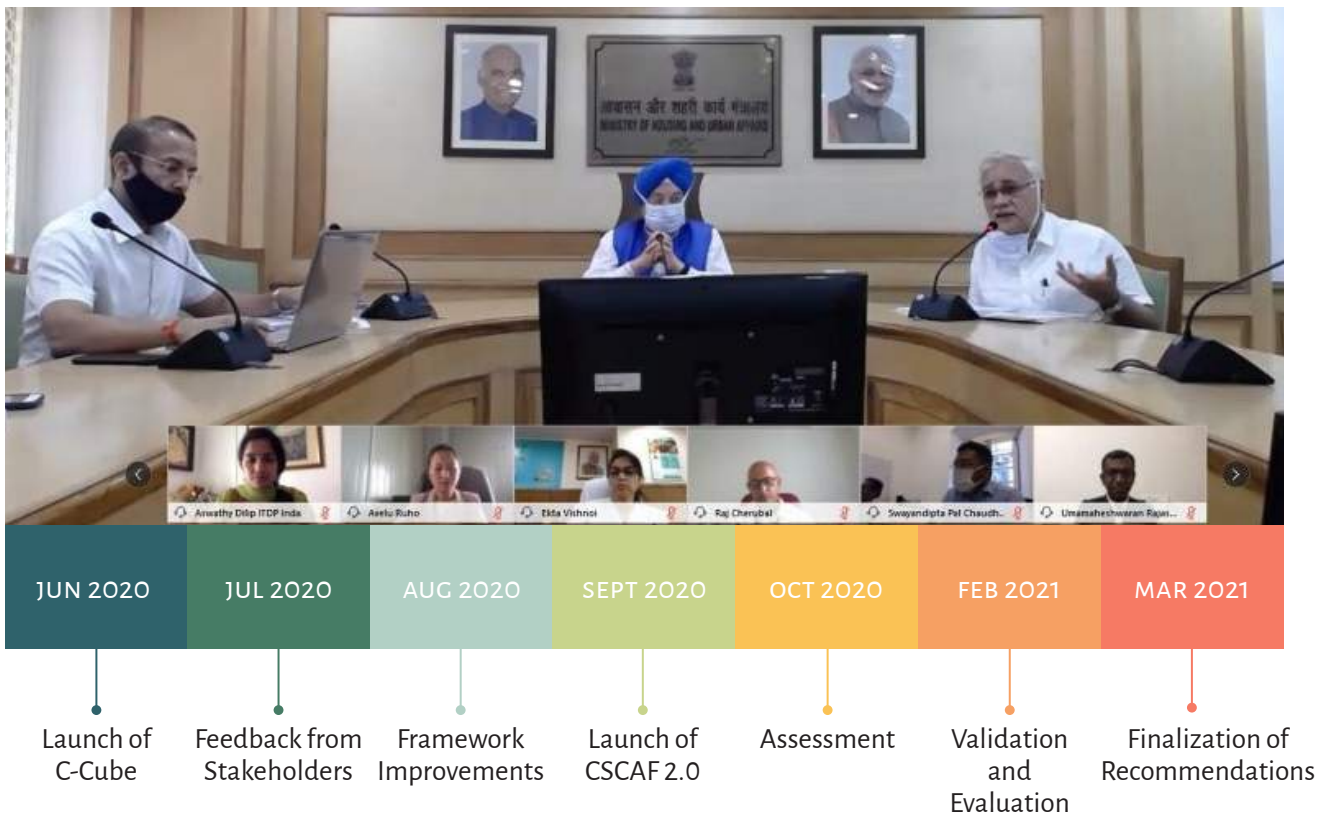 आवासन और शहरी कार्य मंत्रालय
MINISTRY OF HOUSING AND URBAN AFFAIRS
Aswathy Dilip ITDP India
Avelu Ruho
Ekta Vishnoi
Raj Cherubal
Swayandipta Pal Chaudh...
Umamaheshwaran Rajas...
JUN 2020
JUL 2020
AUG 2020
SEPT 2020
OCT 2020
FEB 2021
MAR 2021
Launch of
C-Cube
Feedback from
Stakeholders
Framework
Improvements
Launch of
CSCAF 2.0
Assessment
Validation
and
Evaluation
Finalization of
Recommendations